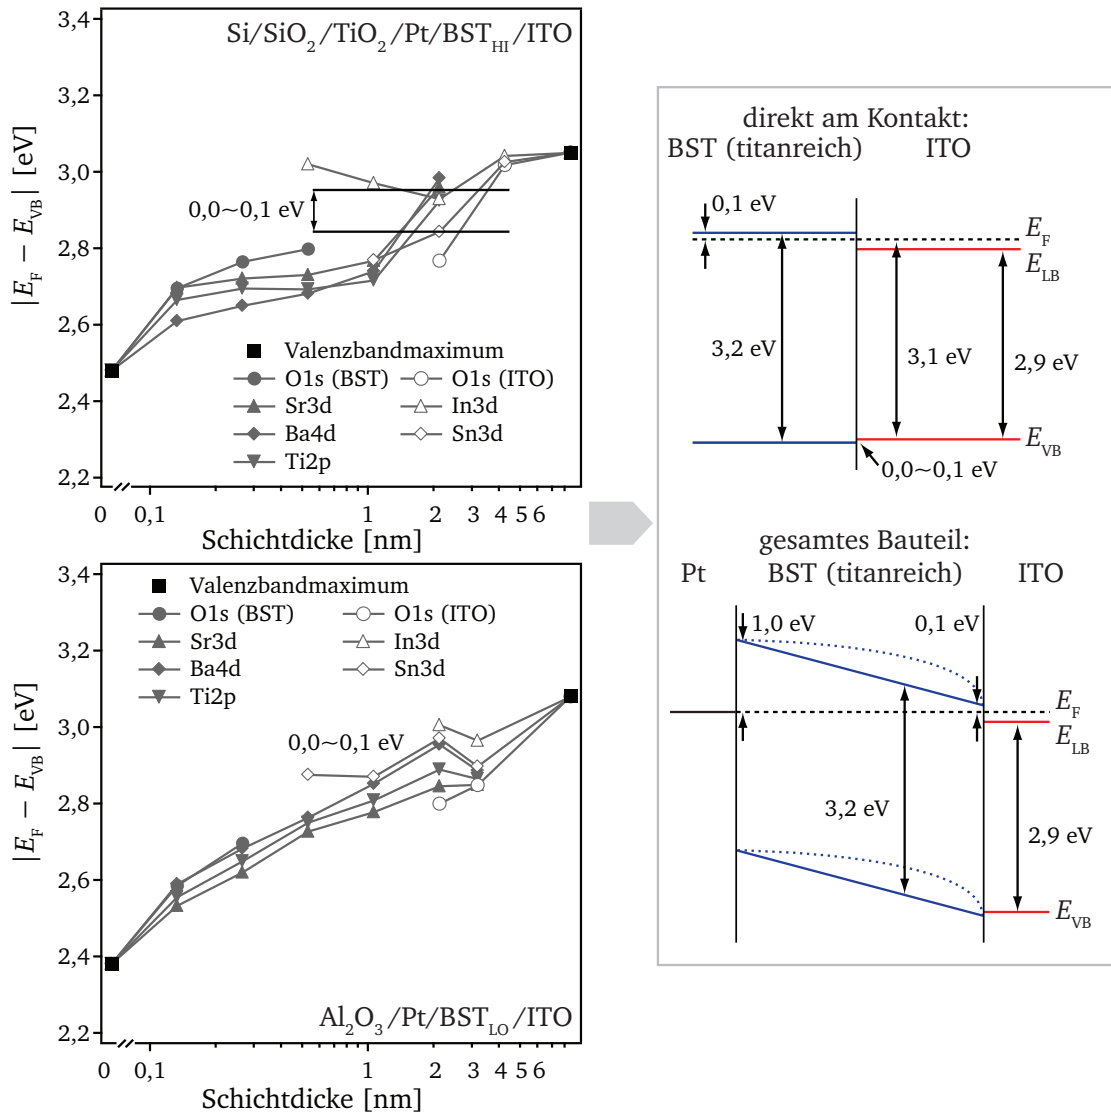 Si/SiO2/TiO2/Pt/BSTHI/ITO
|EF − EVB| [eV]
3,4
3,2
3,0
2,8
2,6
2,4
2,2
0,0~0,1 eV
Valenzbandmaximum
O1s (BST) O1s (ITO)
Sr3d In3d
Ba4d Sn3d
Ti2p
0 0,1 1 2 3 4 5 6
Schichtdicke [nm]
|EF − EVB| [eV]
3,4
3,2
3,0
2,8
2,6
2,4
2,2
Valenzbandmaximum
O1s (BST) O1s (ITO)
Sr3d In3d
Ba4d Sn3d
Ti2p
0,0~0,1 eV
Al2O3/Pt/BSTLO/ITO
0 0,1 1 2 3 4 5 6
Schichtdicke [nm]
direkt am Kontakt:
BST (titanreich) ITO
0,1 eV
EF
ELB
3,2 eV 3,1 eV 2,9 eV
EVB
0,0~0,1 eV
gesamtes Bauteil:
Pt BST (titanreich) ITO
1,0 eV 0,1 eV
EF
ELB
3,2 eV
2,9 eV
EVB